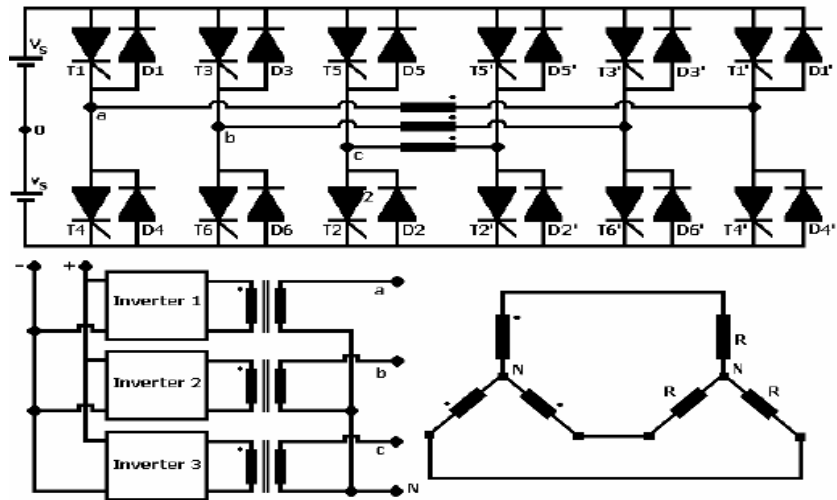 Vs
T1 D1 T3 D3 T5 D5 T5' D5' T3' D3' T1' D1'
a
0
b
c
Vs
2
T4 D4 T6 D6 T2 D2 T2' D2' T6' D6' T4' D4'
- +
Inverter 1
a
Inverter 2
b
Inverter 3
c
N
R
N
N
R
R